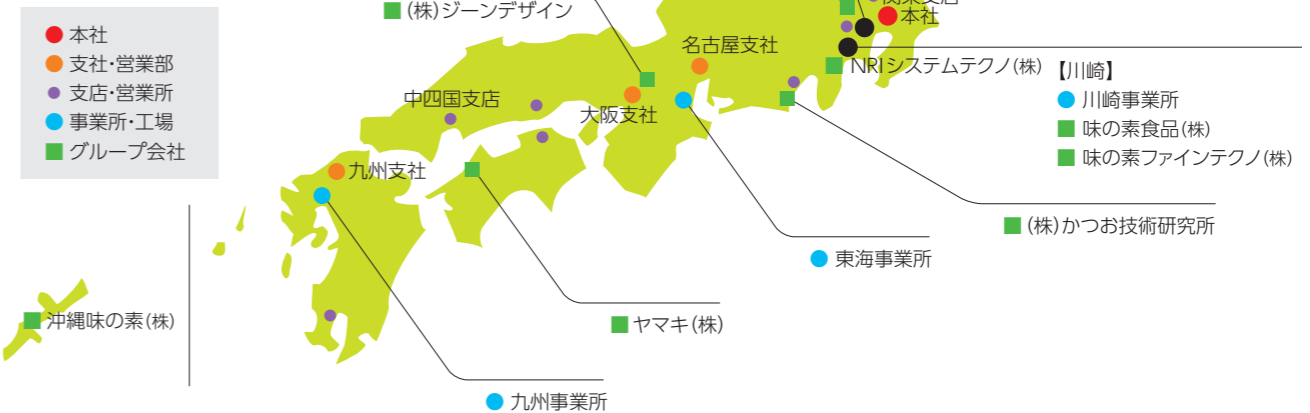 ■ (株)ジーンデザイン
関東支店
本社
● 本社
● 支社・営業部
● 支店・営業所
● 事業所・工場
■ グループ会社
名古屋支社
NRIシステムテクノ(株)
【川崎】
● 川崎事業所
■ 味の素食品(株)
■ 味の素ファインテクノ(株)
中四国支店
大阪支社
九州支社
■ (株)かつお技術研究所
● 東海事業所
■ 沖縄味の素(株)
■ ヤマキ(株)
● 九州事業所